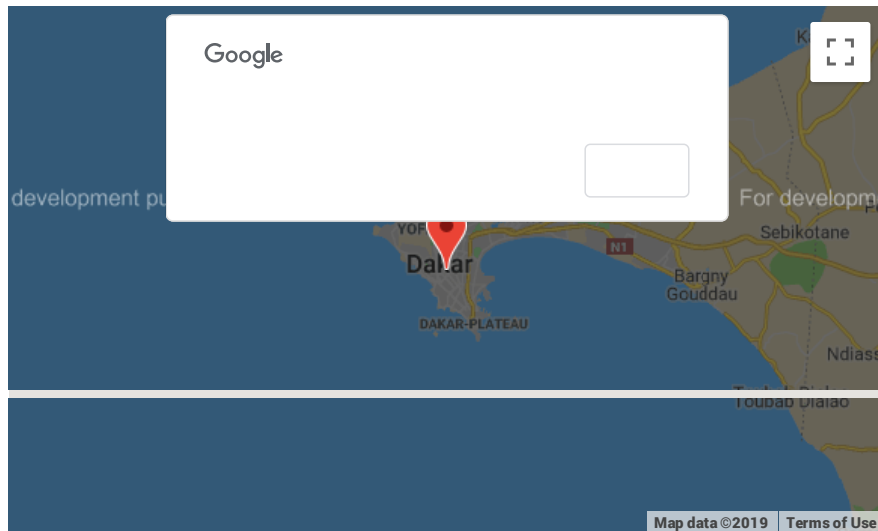 Google
development pu
For developm
YOF
N1
Sebikotane
Dakar
Bargny
Gouddau
DAKAR-PLATEAU
Ndiass
Toubab Dialao
Map data ©2019
Terms of Use